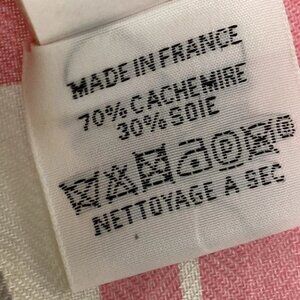 MADE IN FRANCE
70% CACHEMIRE
30% SOIE
NETTOYAGE A SEC